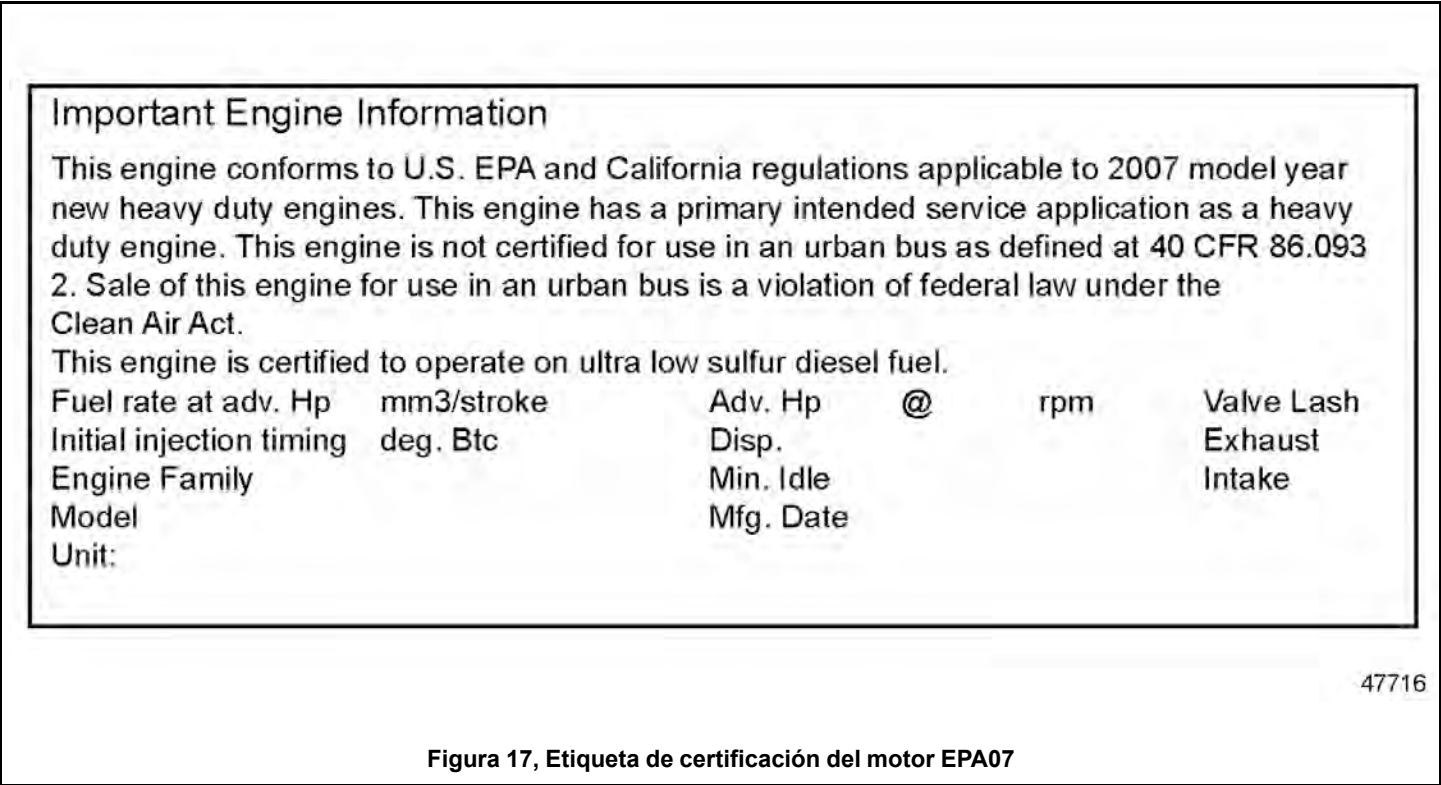 Important Engine Information
This engine conforms to U.S. EPA and California regulations applicable to 2007 model year
new heavy duty engines. This engine has a primary intended service application as a heavy
duty engine. This engine is not certified for use in an urban bus as defined at 40 CFR 86.093
2. Sale of this engine for use in an urban bus is a violation of federal law under the
Clean Air Act.
This engine is certified to operate on ultra low sulfur diesel fuel.
Fuel rate at adv. Hp mm3/stroke Adv. Hp @ rpm Valve Lash
Initial injection timing deg. Btc Disp. Exhaust
Engine Family Min. Idle Intake
Model Mfg. Date
Unit:
47716
Figura 17, Etiqueta de certificación del motor EPA07